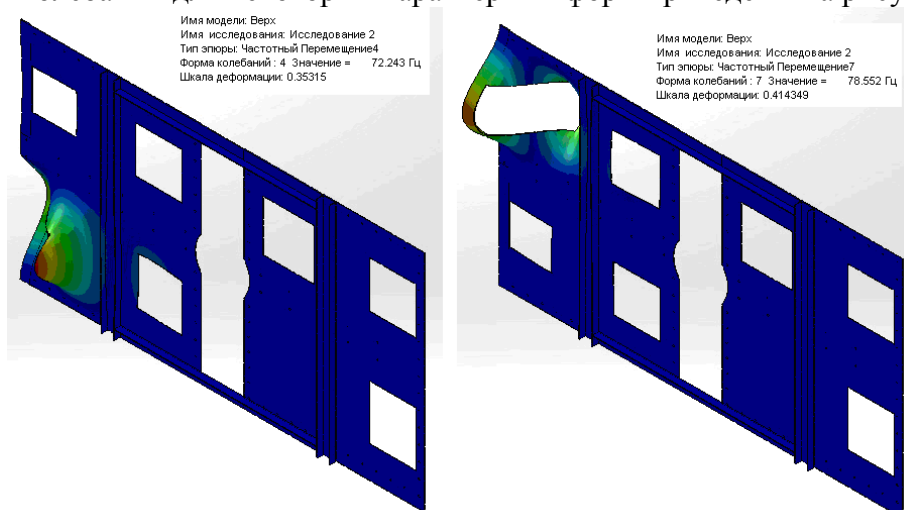 Имя модели: Верх
Имя исследования: Исследование 2
Тип эпюры: Частотный Перемещение4
Форма колебаний : 4 Значение = 72.243 Гц
Шкала деформации: 0.35315
Имя модели: Верх
Имя исследования: Исследование 2
Тип эпюры: Частотный Перемещение7
Форма колебаний : 7 Значение = 78.552 Гц
Шкала деформации: 0.414349